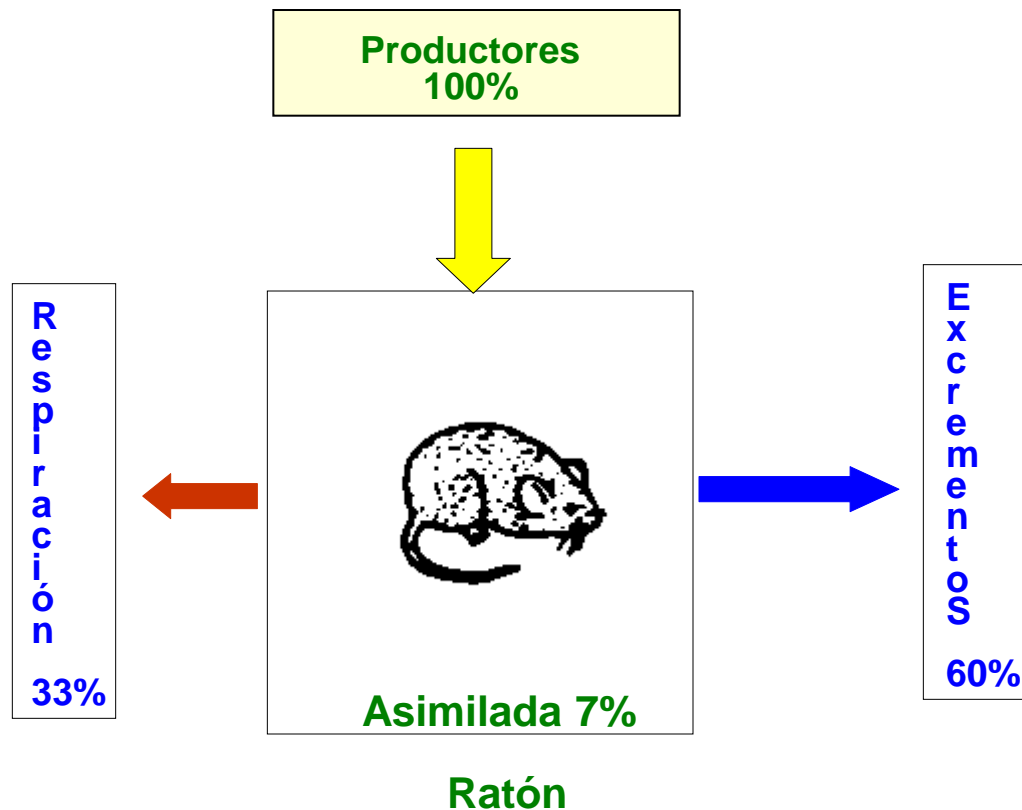 Productores
100%
Respiración
33%
ExcrementoS
60%
Asimilada 7%
Ratón